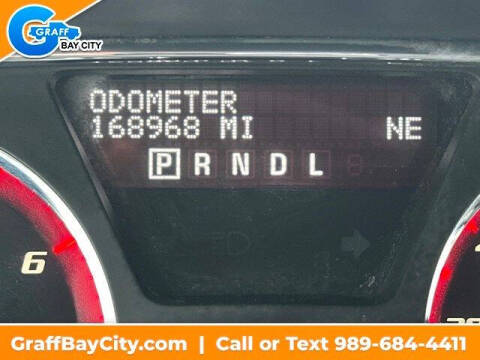 GRAFF
BAY CITY
ODOMETER
168968 MI NE
P R N D L
6
GraffBayCity.com | Call or Text 989-684-4411